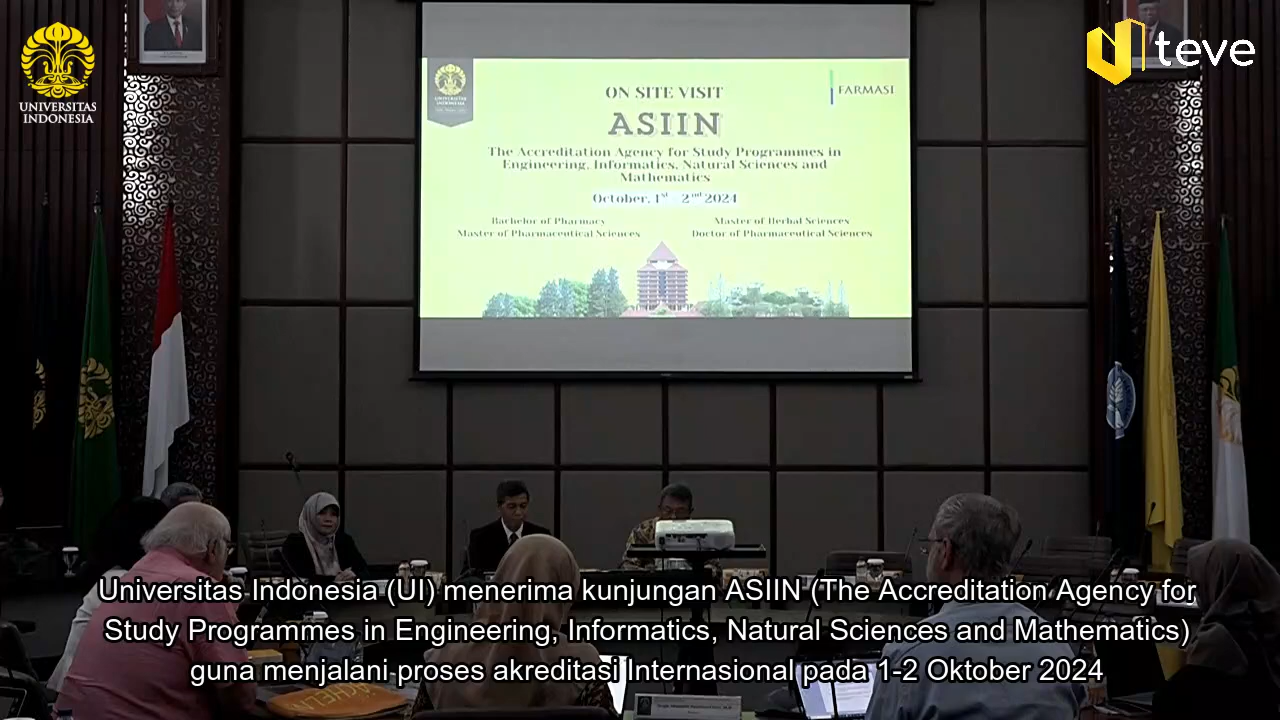 UNIVERSITAS
INDONESIA
teve
UNIVERSITAS
INDONESIA
FARMASI
ON SITE VISIT
ASIIN
The Accreditation Agency for Study Programmes in
Engineering, Informatics, Natural Sciences and
Mathematics
October, 1st - 2nd 2024
Bachelor of Pharmacy
Master of Pharmaceutical Sciences
Master of Herbal Sciences
Doctor of Pharmaceutical Sciences
Universitas Indonesia (UI) menerima kunjungan ASIIN (The Accreditation Agency for
Study Programmes in Engineering, Informatics, Natural Sciences and Mathematics)
guna menjalani proses akreditasi Internasional pada 1-2 Oktober 2024